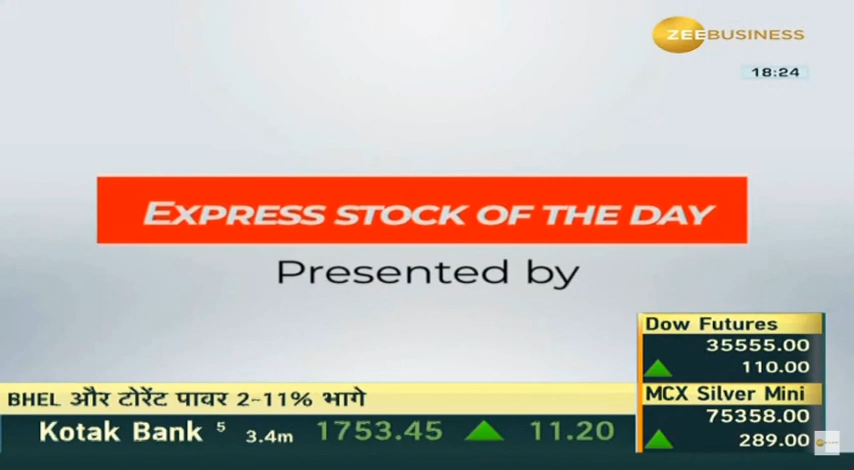 ZEEBUSINESS
18:24
EXPRESS STOCK OF THE DAY
Presented by
Dow Futures
35555.00
110.00
MCX Silver Mini
75358.00
289.00
BHEL और टोरेंट पावर 2-11% भागे
Kotak Bank 5 3.4m 1753.45 11.20